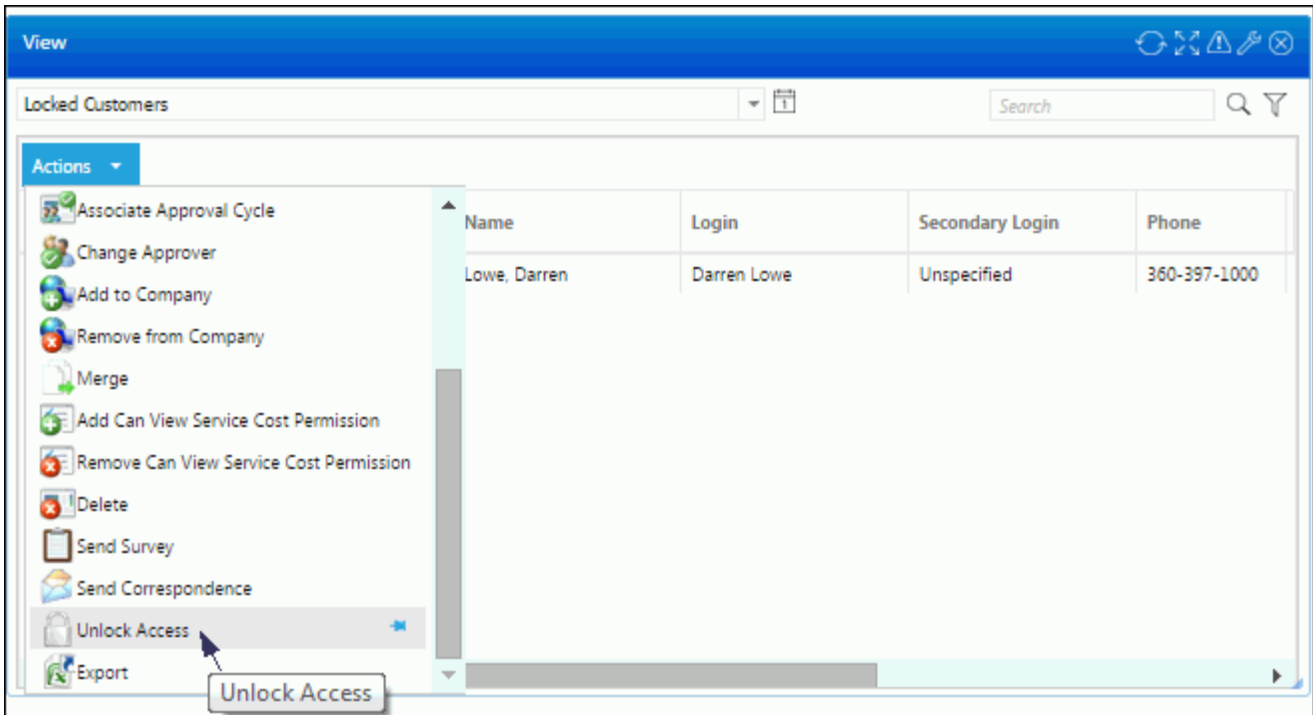 View
Locked Customers
1
Search
Actions
Associate Approval Cycle
Name Login Secondary Login Phone
Change Approver
Lowe, Darren Darren Lowe Unspecified 360-397-1000
Add to Company
Remove from Company
Merge
Add Can View Service Cost Permission
Remove Can View Service Cost Permission
Delete
Send Survey
Send Correspondence
Unlock Access
Export
Unlock Access